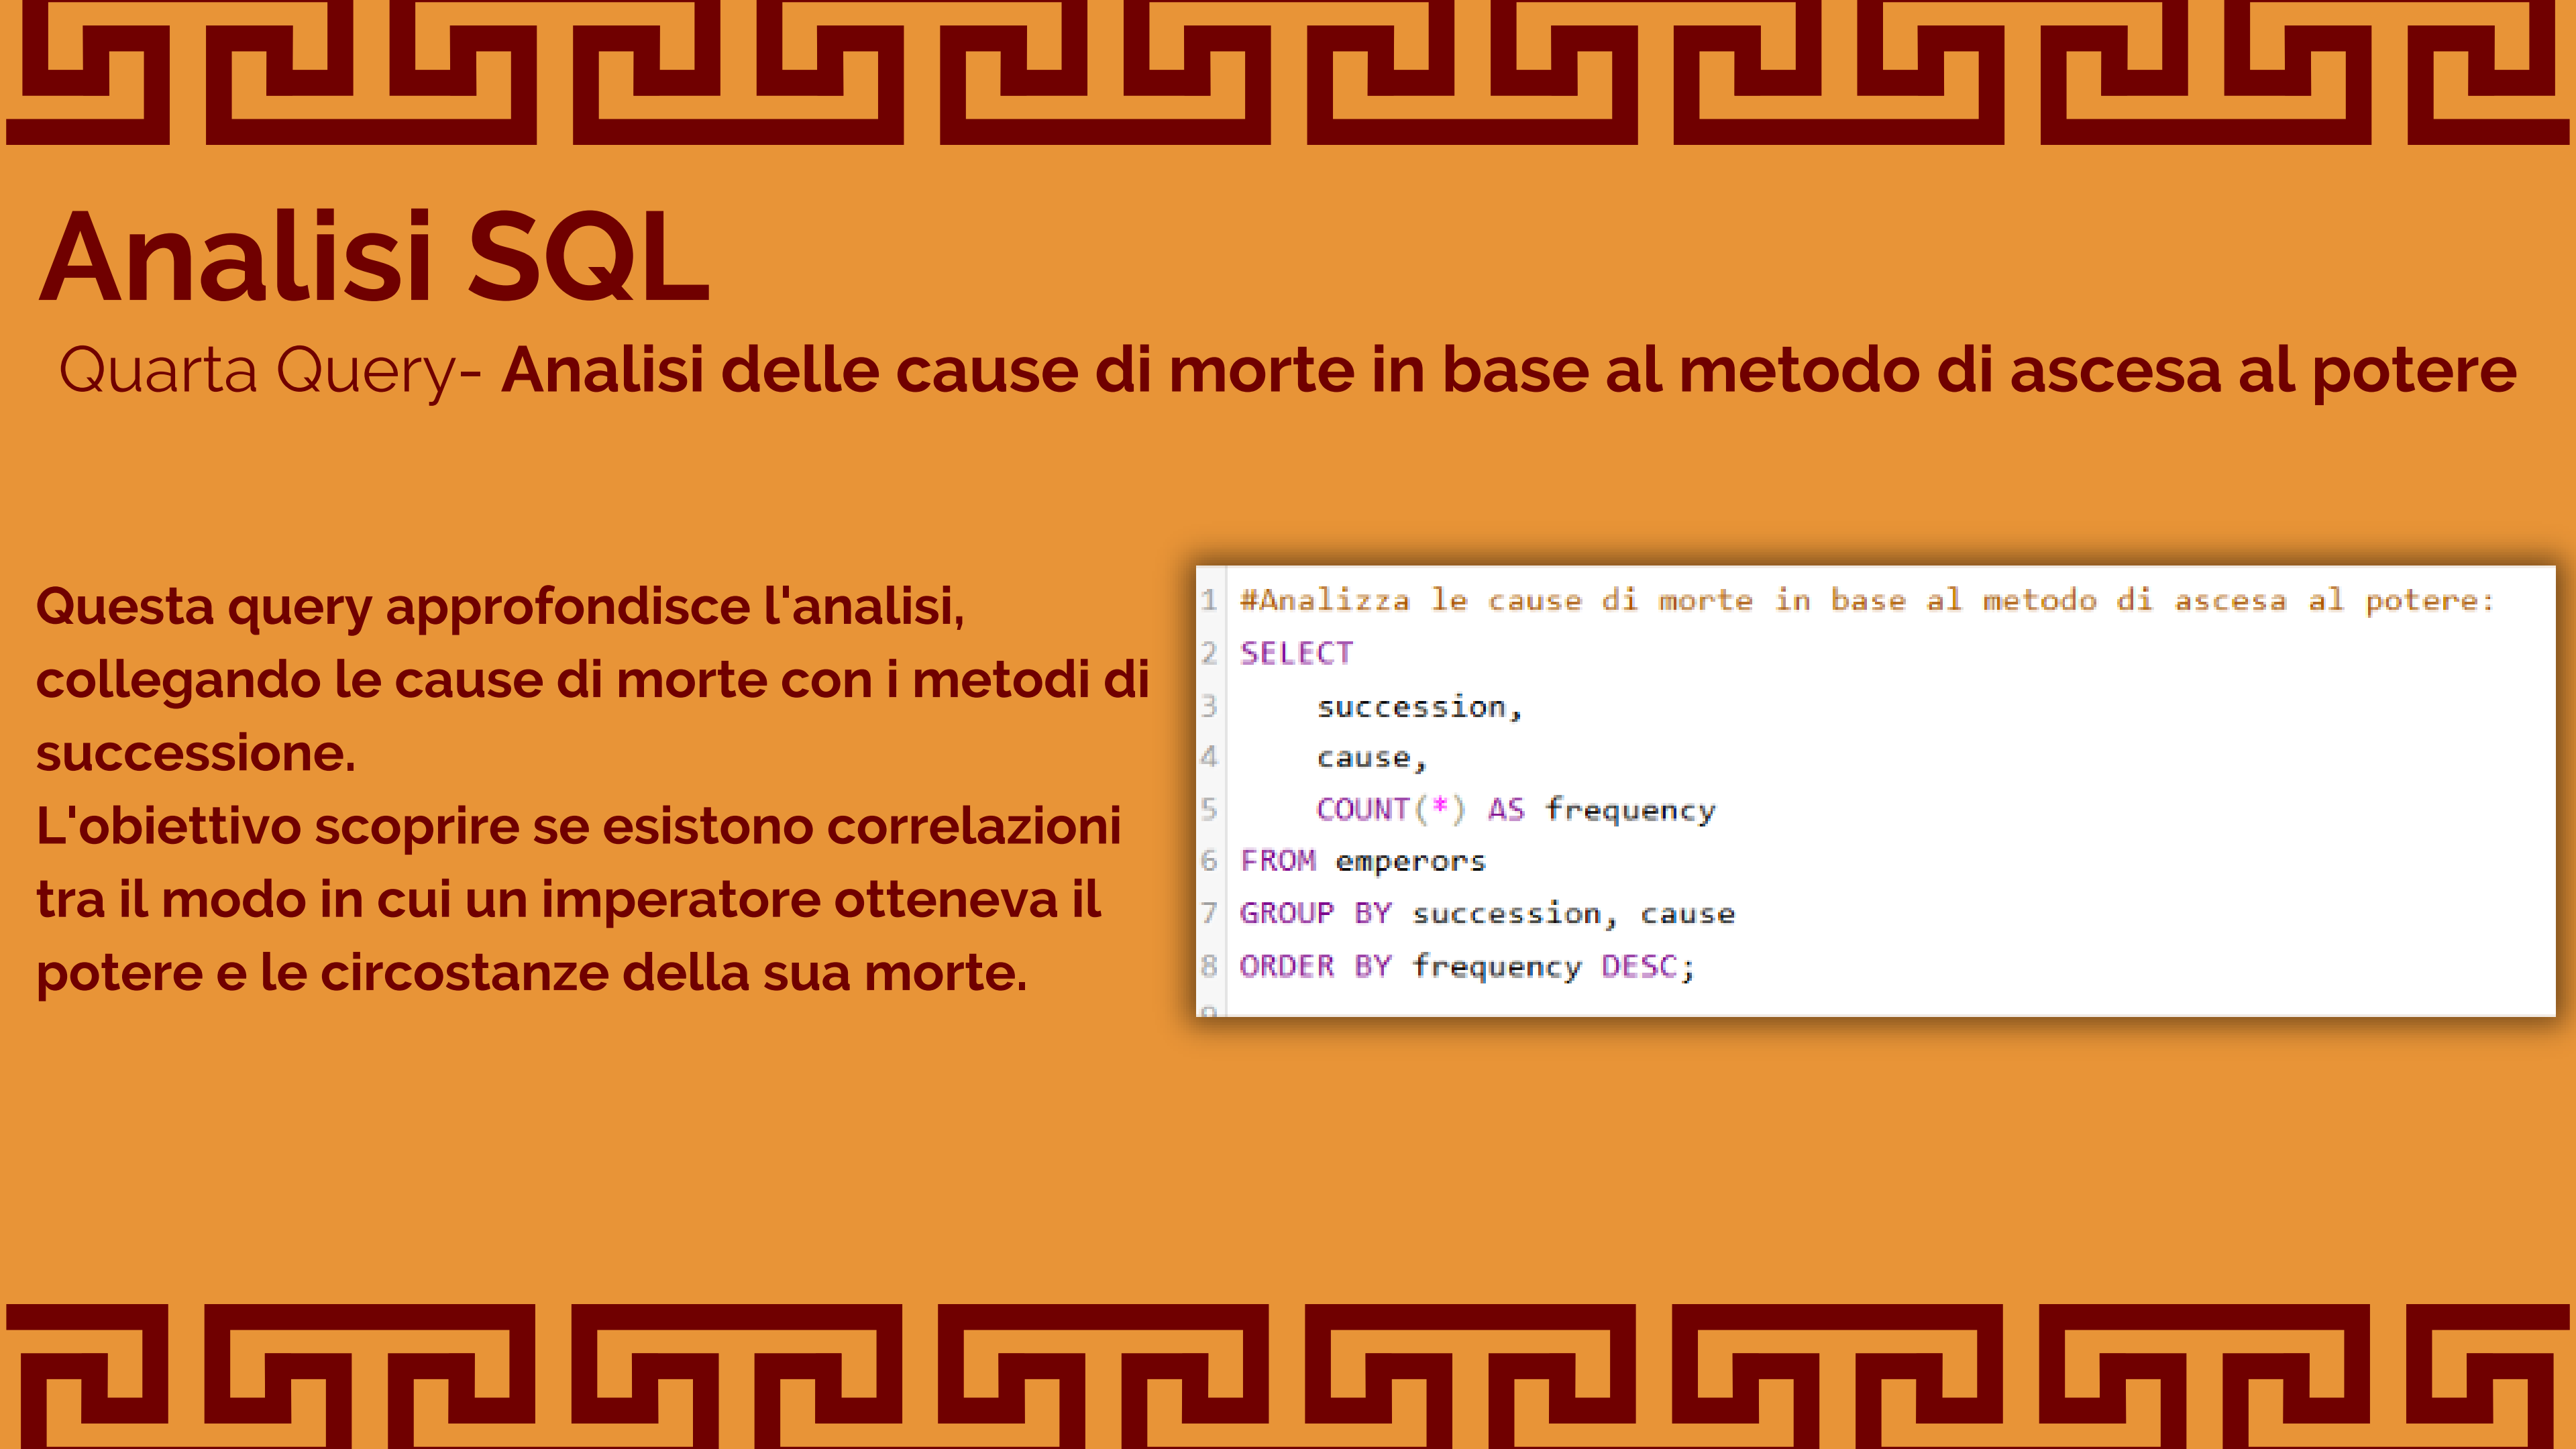 Analisi SQL
Quarta Query- Analisi delle cause di morte in base al metodo di ascesa al potere
Questa query approfondisce l'analisi,
collegando le cause di morte con i metodi di
successione.
L'obiettivo scoprire se esistono correlazioni
tra il modo in cui un imperatore otteneva il
potere e le circostanze della sua morte.
1 #Analizza le cause di morte in base al metodo di ascesa al potere:
2 SELECT
3     succession,
4     cause,
5     COUNT(*) AS frequency
6 FROM emperors
7 GROUP BY succession, cause
8 ORDER BY frequency DESC;
9